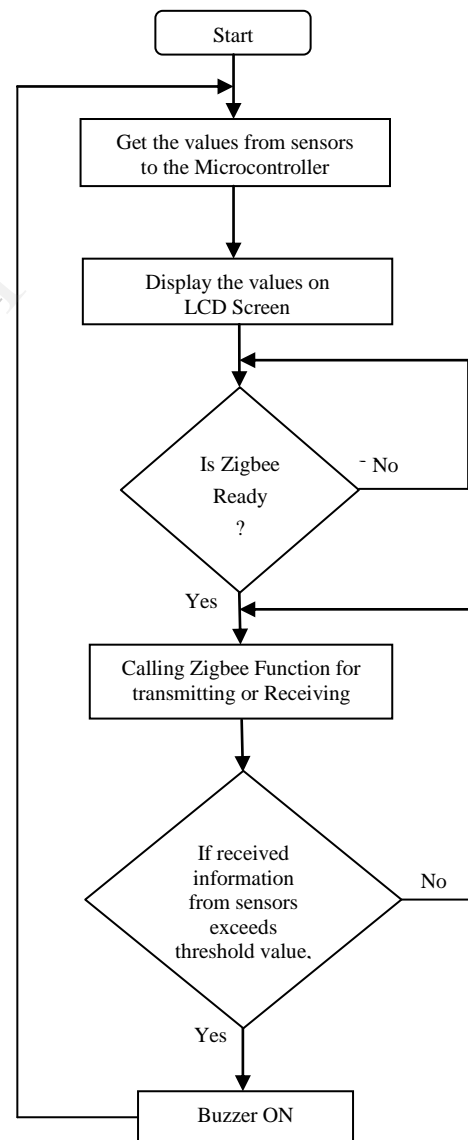 Start
Get the values from sensors
to the Microcontroller
Display the values on
LCD Screen
Is Zigbee
Ready
?
- No
Yes
Calling Zigbee Function for
transmitting or Receiving
If received
information
from sensors
exceeds
threshold value.
No
Yes
Buzzer ON